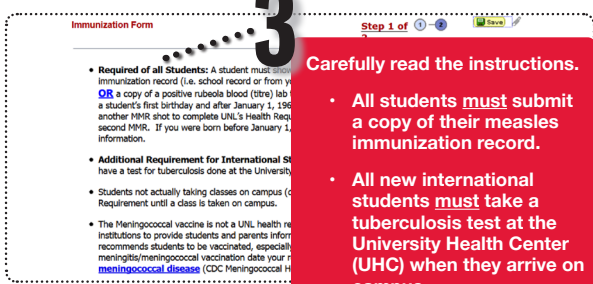 Immunization Form
Step 1 of 1 2
Save
2
3
• Required of all Students: A student must show
immunization record (i.e. school record or from yo
OR a copy of a positive rubeola blood (titre) lab
a student's first birthday and after January 1, 196
another MMR shot to complete UNL's Health Requ
second MMR. If you were born before January 1,
information.
• Additional Requirement for International St
have a test for tuberculosis done at the University
• Students not actually taking classes on campus (
Requirement until a class is taken on campus.
• The Meningococcal vaccine is not a UNL health re
institutions to provide students and parents inform
recommends students to be vaccinated, especially
meningitis/meningococcal vaccination date your
meningococcal disease (CDC Meningococcal H
Carefully read the instructions.
• All students must submit
a copy of their measles
immunization record.
• All new international
students must take a
tuberculosis test at the
University Health Center
(UHC) when they arrive on
campus